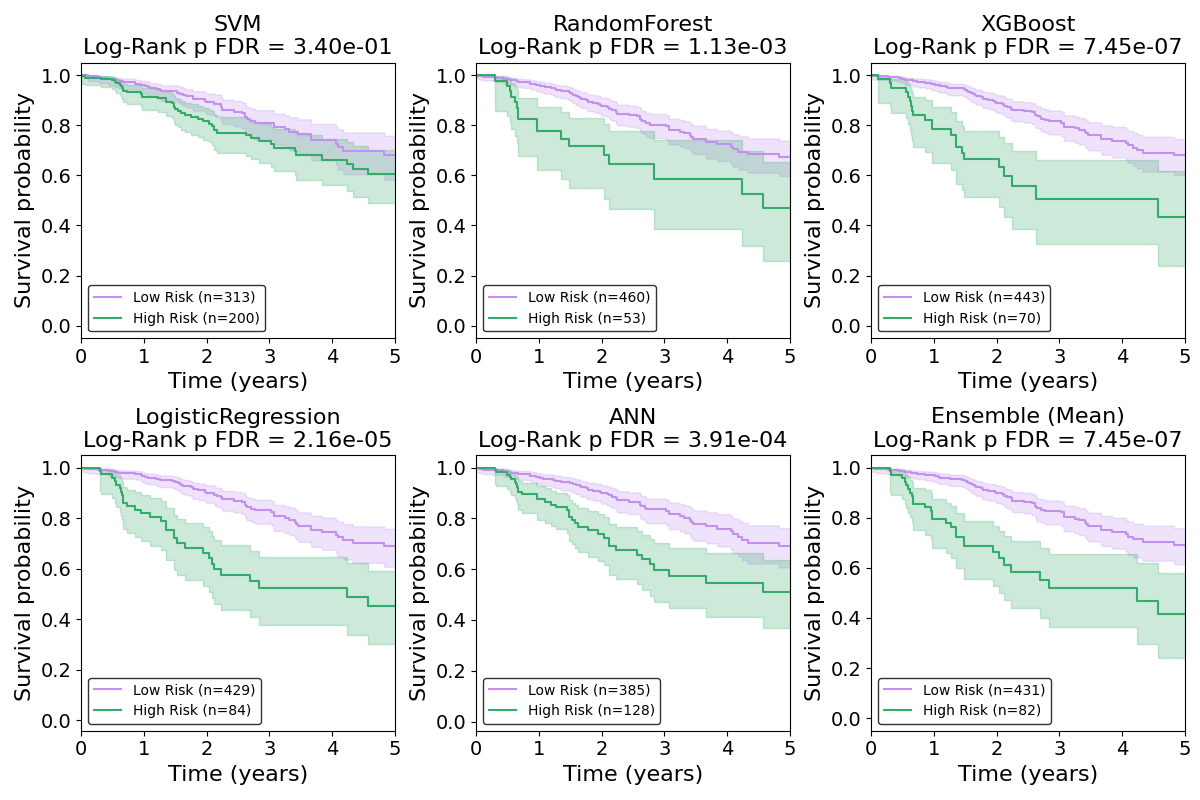 SVM
Log-Rank p FDR = 3.40e-01
Survival probability
1.0
0.8
0.6
0.4
0.2
0.0
Low Risk (n=313)
High Risk (n=200)
0 1 2 3 4 5
Time (years)
RandomForest
Log-Rank p FDR = 1.13e-03
Survival probability
1.0
0.8
0.6
0.4
0.2
0.0
Low Risk (n=460)
High Risk (n=53)
0 1 2 3 4 5
Time (years)
XGBoost
Log-Rank p FDR = 7.45e-07
Survival probability
1.0
0.8
0.6
0.4
0.2
0.0
Low Risk (n=443)
High Risk (n=70)
0 1 2 3 4 5
Time (years)
LogisticRegression
Log-Rank p FDR = 2.16e-05
Survival probability
1.0
0.8
0.6
0.4
0.2
0.0
Low Risk (n=429)
High Risk (n=84)
0 1 2 3 4 5
Time (years)
ANN
Log-Rank p FDR = 3.91e-04
Survival probability
1.0
0.8
0.6
0.4
0.2
0.0
Low Risk (n=385)
High Risk (n=128)
0 1 2 3 4 5
Time (years)
Ensemble (Mean)
Log-Rank p FDR = 7.45e-07
Survival probability
1.0
0.8
0.6
0.4
0.2
0.0
Low Risk (n=431)
High Risk (n=82)
0 1 2 3 4 5
Time (years)